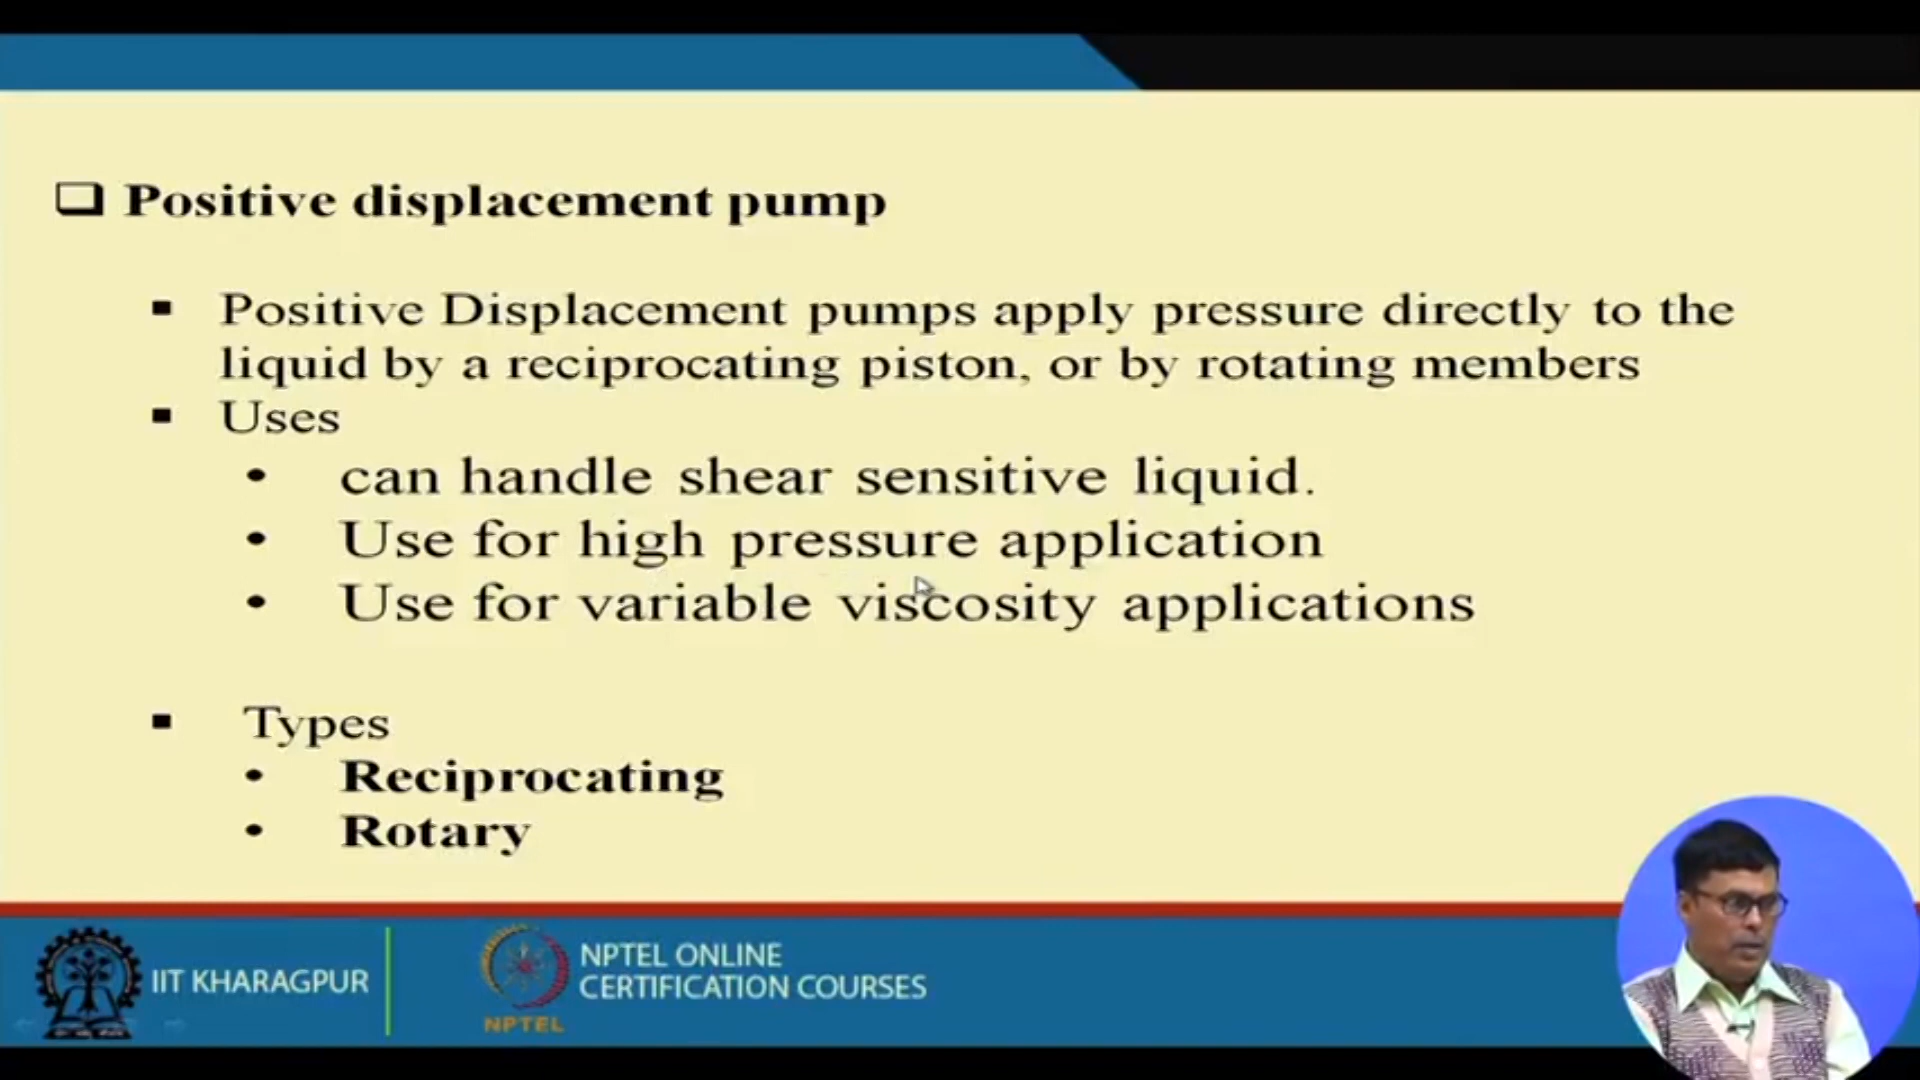 Positive displacement pump
Positive Displacement pumps apply pressure directly to the
liquid by a reciprocating piston, or by rotating members
Uses
can handle shear sensitive liquid.
Use for high pressure application
Use for variable viscosity applications
Types
Reciprocating
Rotary
IIT KHARAGPUR
NPTEL
NPTEL ONLINE
CERTIFICATION COURSES